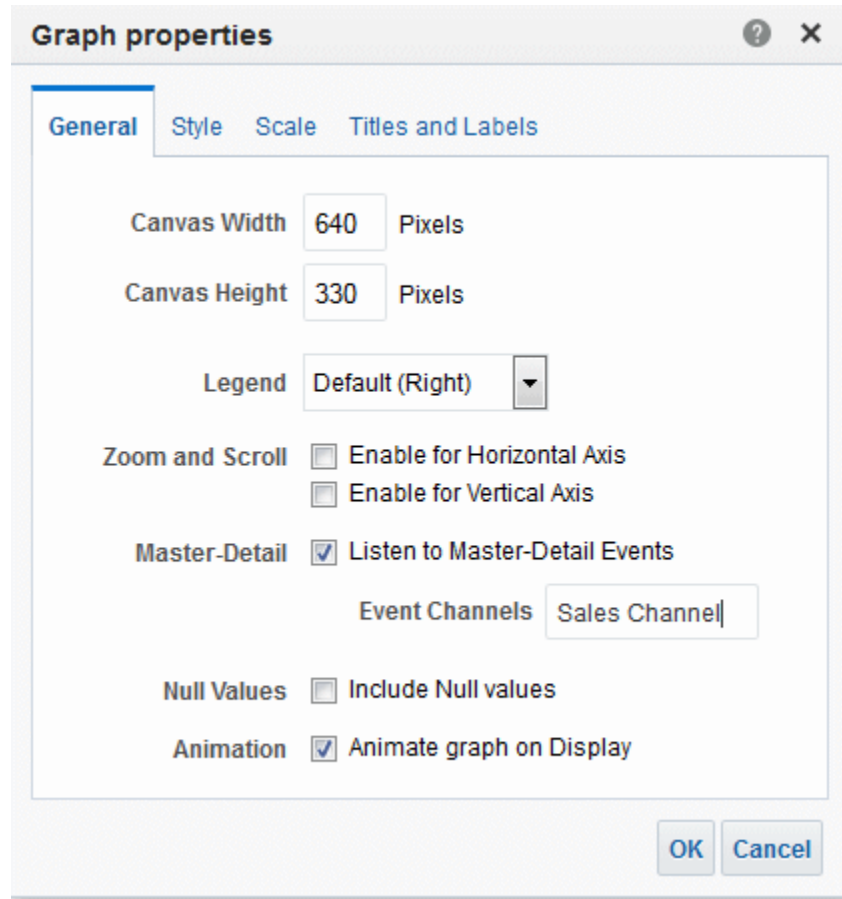 Graph properties
General Style Scale Titles and Labels
Canvas Width 640 Pixels
Canvas Height 330 Pixels
Legend Default (Right)
Zoom and Scroll Enable for Horizontal Axis
Enable for Vertical Axis
Master-Detail Listen to Master-Detail Events
Event Channels Sales Channel
Null Values Include Null values
Animation Animate graph on Display
OK Cancel